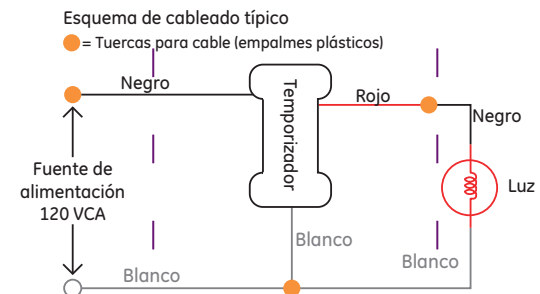 Esquema de cableado típico
= Tuercas para cable (empalmes plásticos)
Negro
Temporizador
Rojo
Negro
Fuente de
alimentación
120 VCA
Luz
Blanco
Blanco
Blanco